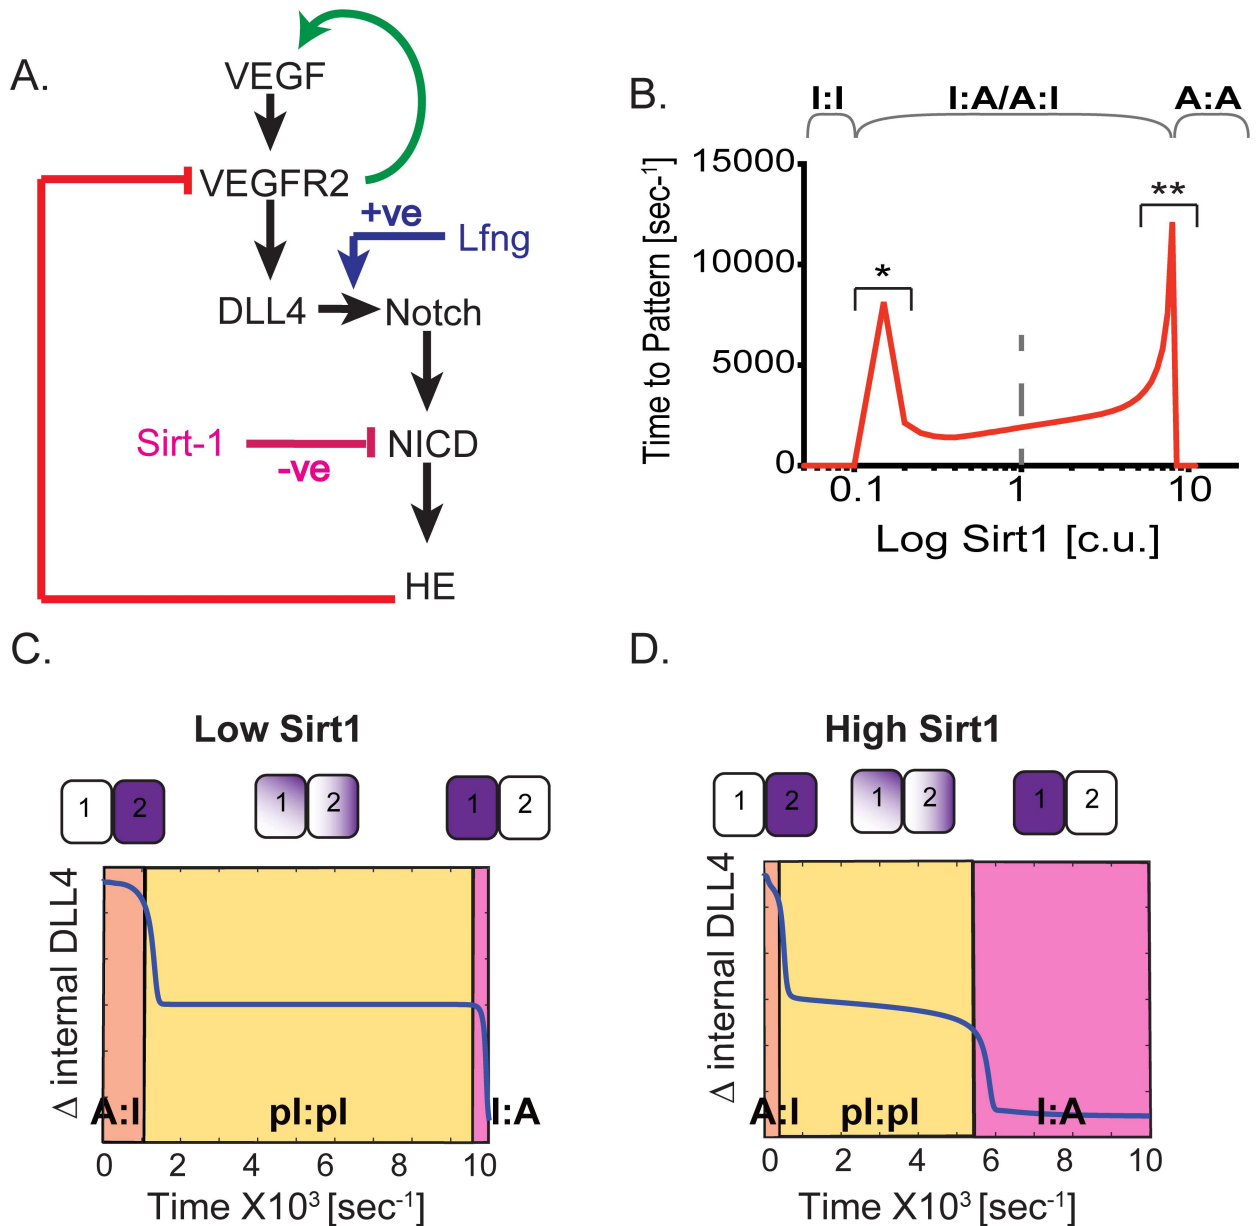 A.
VEGF
VEGFR2
+ve
Lfng
DLL4
Notch
Sirt-1
-ve
NICD
HE
B.
I:I
I:A/A:I
A:A
Time to Pattern [sec-¹]
15000
10000
5000
0
*
**
0.1
1
10
Log Sirt1 [c.u.]
C.
Low Sirt1
1 2
1 2
1 2
Δ internal DLL4
A:I
pI:pI
I:A
0 2 4 6 8 10
Time X10³ [sec-¹]
D.
High Sirt1
1 2
1 2
1 2
Δ internal DLL4
A:I
pI:pI
I:A
0 2 4 6 8 10
Time X10³ [sec-¹]